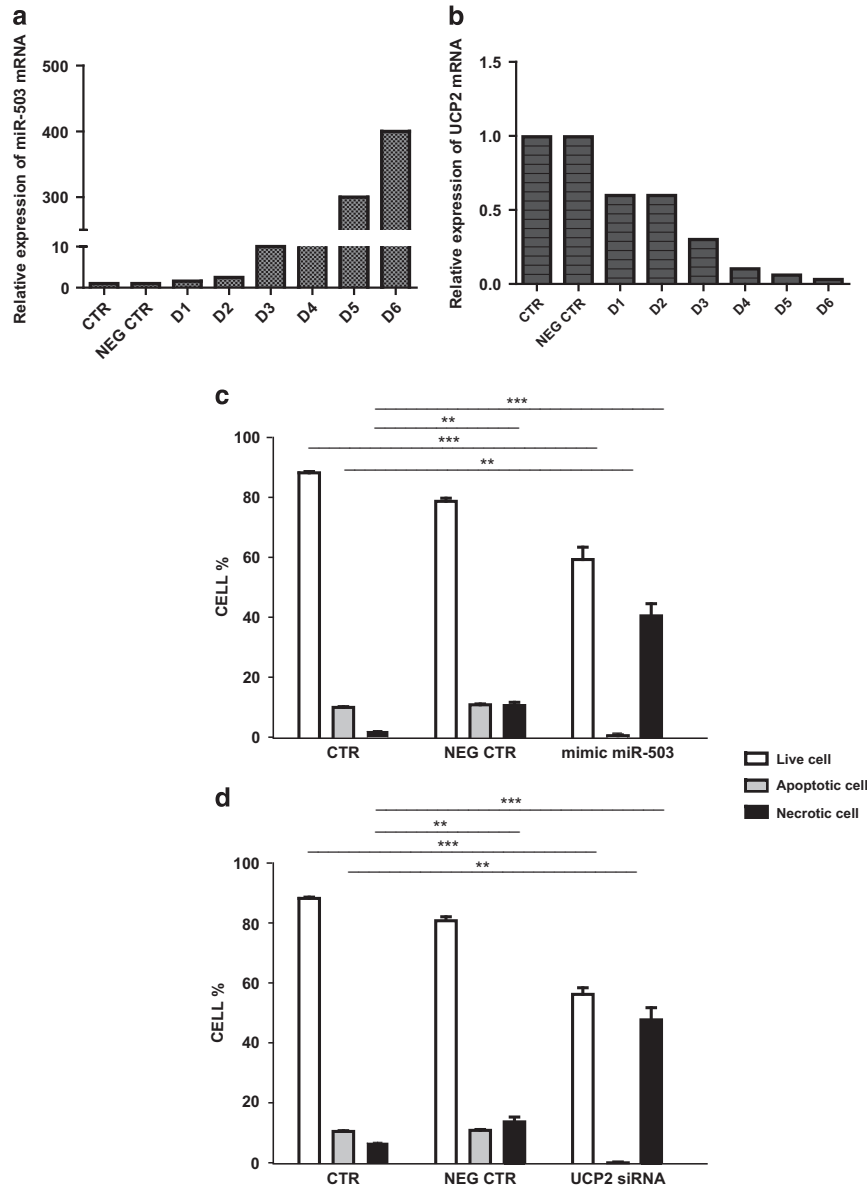 a
Relative expression of miR-503 mRNA
500
400
300
10
0
CTR
NEG CTR
D1
D2
D3
D4
D5
D6
b
Relative expression of UCP2 mRNA
1.5
1.0
0.5
0.0
CTR
NEG CTR
D1
D2
D3
D4
D5
D6
c
***
**
***
**
CELL %
100
80
60
40
20
0
CTR
NEG CTR
mimic miR-503
Live cell
Apoptotic cell
Necrotic cell
d
***
**
***
**
CELL %
100
80
60
40
20
0
CTR
NEG CTR
UCP2 siRNA